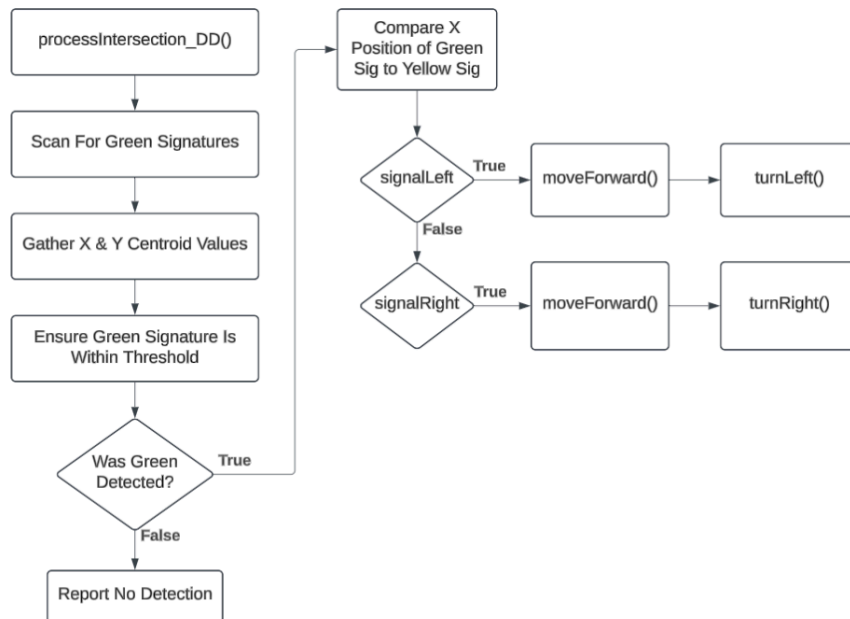 processIntersection_DD()
Scan For Green Signatures
Gather X & Y Centroid Values
Ensure Green Signature Is
Within Threshold
Was Green
Detected?
True
False
Report No Detection
Compare X
Position of Green
Sig to Yellow Sig
signalLeft
True
moveForward()
turnLeft()
False
signalRight
True
moveForward()
turnRight()